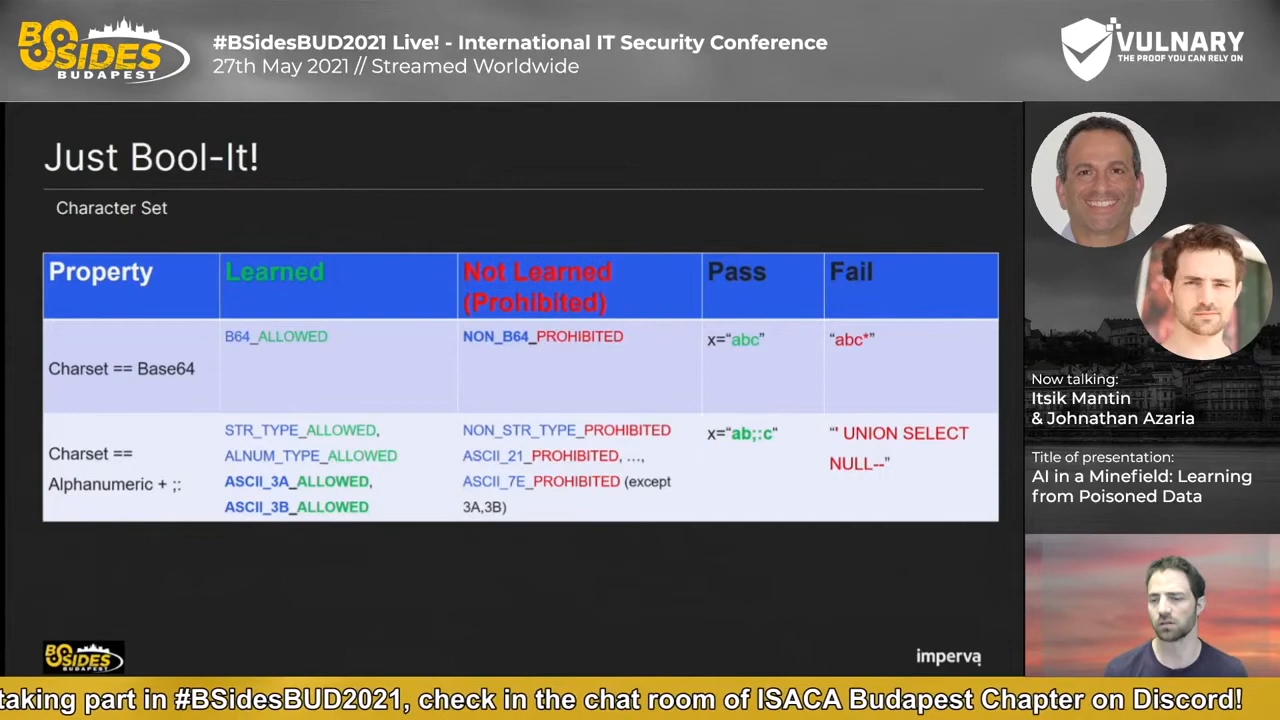 BSIDES
BUDAPEST
#BSidesBUD2021 Live! - International IT Security Conference
27th May 2021 // Streamed Worldwide
VULNARY
THE PROOF YOU CAN RELY ON
Just Bool-It!
Character Set
Property Learned Not Learned (Prohibited) Pass Fail
Charset == Base64
B64_ALLOWED
NON_B64_PROHIBITED
x="abc"
"abc*"
Charset ==
Alphanumeric + ;:
STR_TYPE_ALLOWED,
ALNUM_TYPE_ALLOWED
ASCII_3A_ALLOWED,
ASCII_3B_ALLOWED
NON_STR_TYPE_PROHIBITED
ASCII_21_PROHIBITED, ...,
ASCII_7E_PROHIBITED (except
3A,3B)
x="ab;:c"
"' UNION SELECT
NULL--"
BSIDES
BUDAPEST
imperva
Now talking:
Itsik Mantin
& Johnathan Azaria
Title of presentation:
AI in a Minefield: Learning
from Poisoned Data
taking part in #BSidesBUD2021, check in the chat room of ISACA Budapest Chapter on Discord!